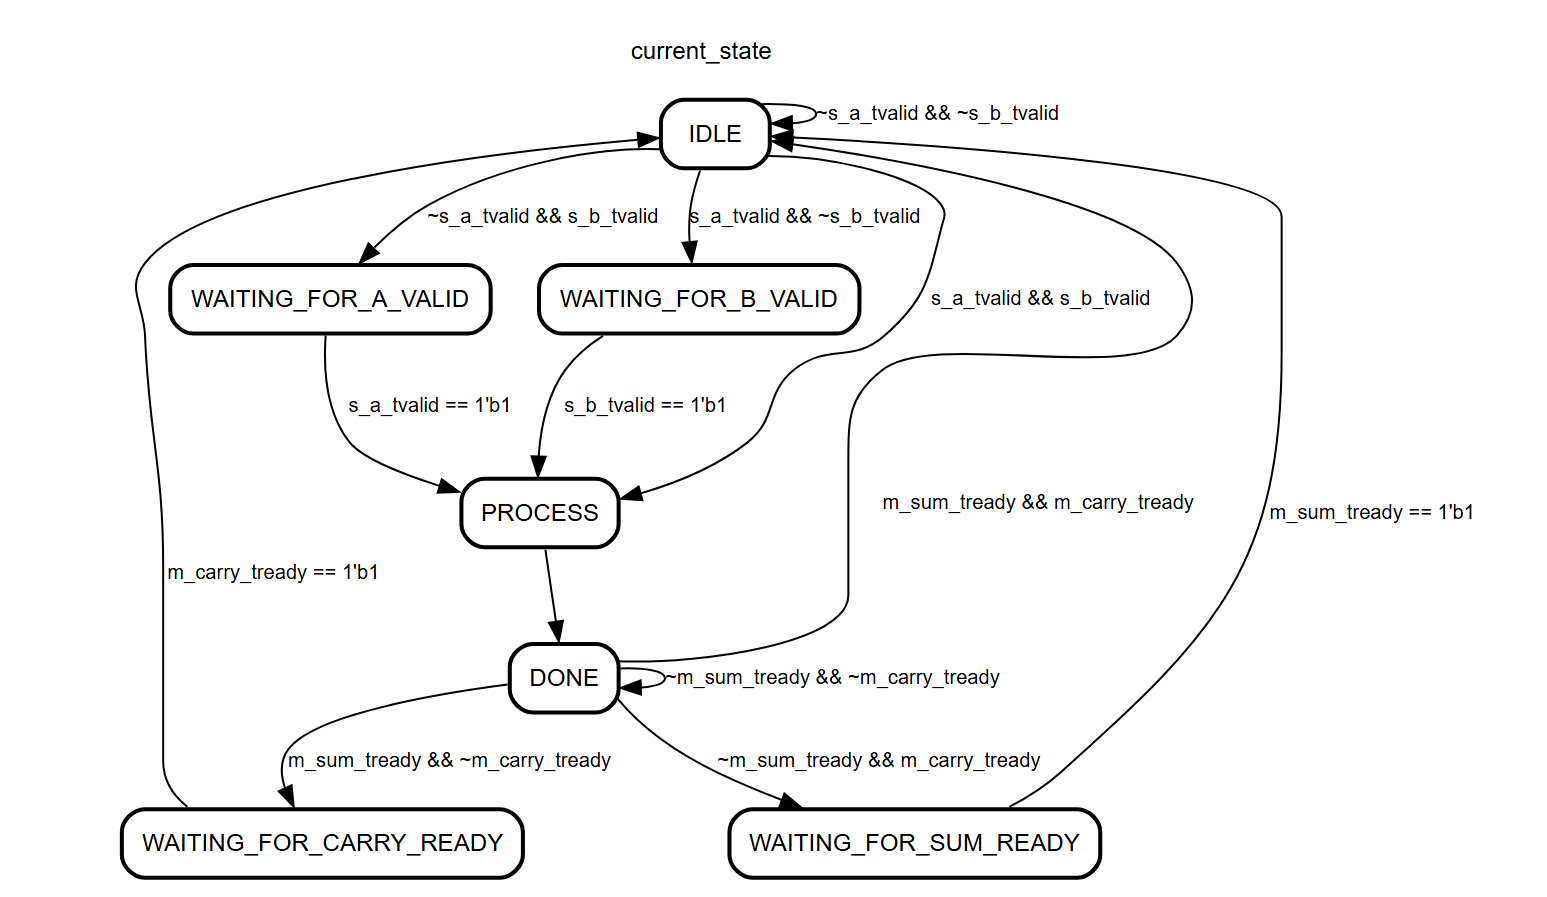 current_state
IDLE
~s_a_tvalid && ~s_b_tvalid
~s_a_tvalid && s_b_tvalid
s_a_tvalid && ~s_b_tvalid
WAITING_FOR_A_VALID
WAITING_FOR_B_VALID
s_a_tvalid && s_b_tvalid
s_a_tvalid == 1'b1
s_b_tvalid == 1'b1
PROCESS
m_sum_tready && m_carry_tready
m_sum_tready == 1'b1
m_carry_tready == 1'b1
DONE
~m_sum_tready && ~m_carry_tready
m_sum_tready && ~m_carry_tready
~m_sum_tready && m_carry_tready
WAITING_FOR_CARRY_READY
WAITING_FOR_SUM_READY